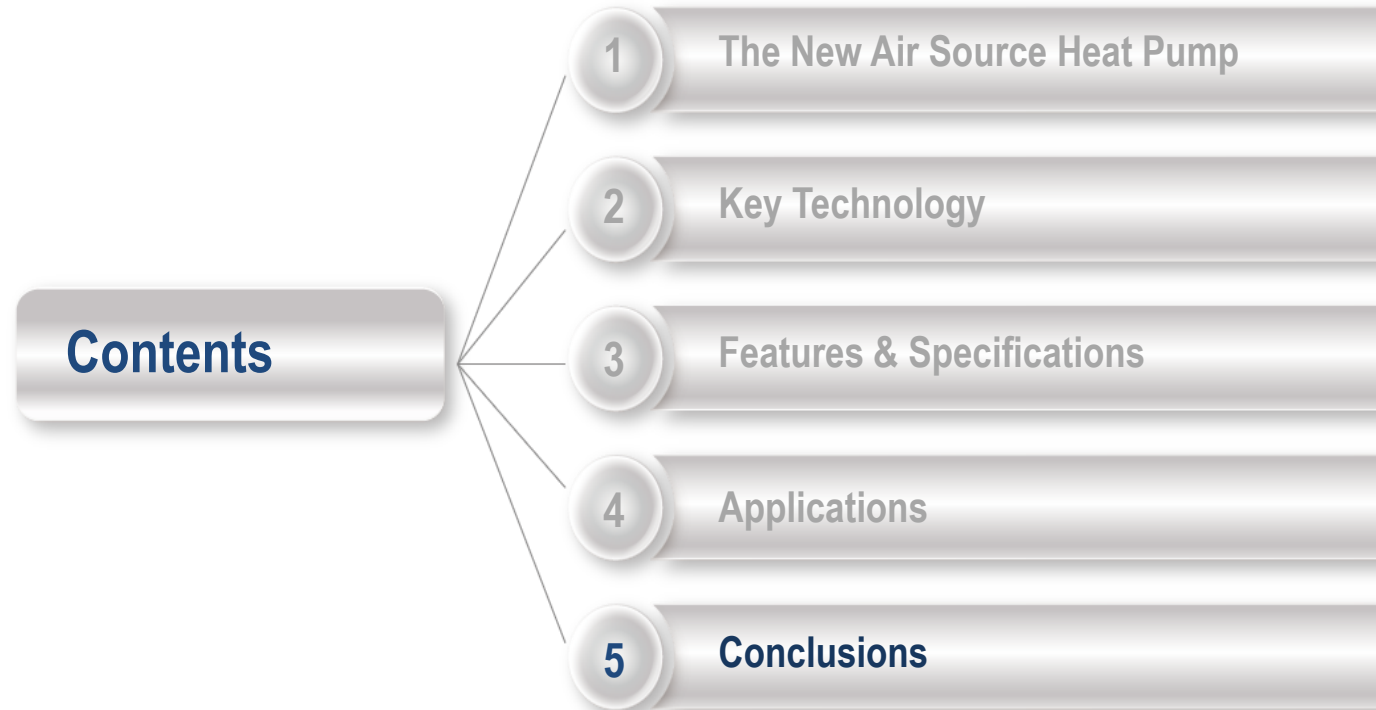 Contents
1 The New Air Source Heat Pump
2 Key Technology
3 Features & Specifications
4 Applications
5 Conclusions